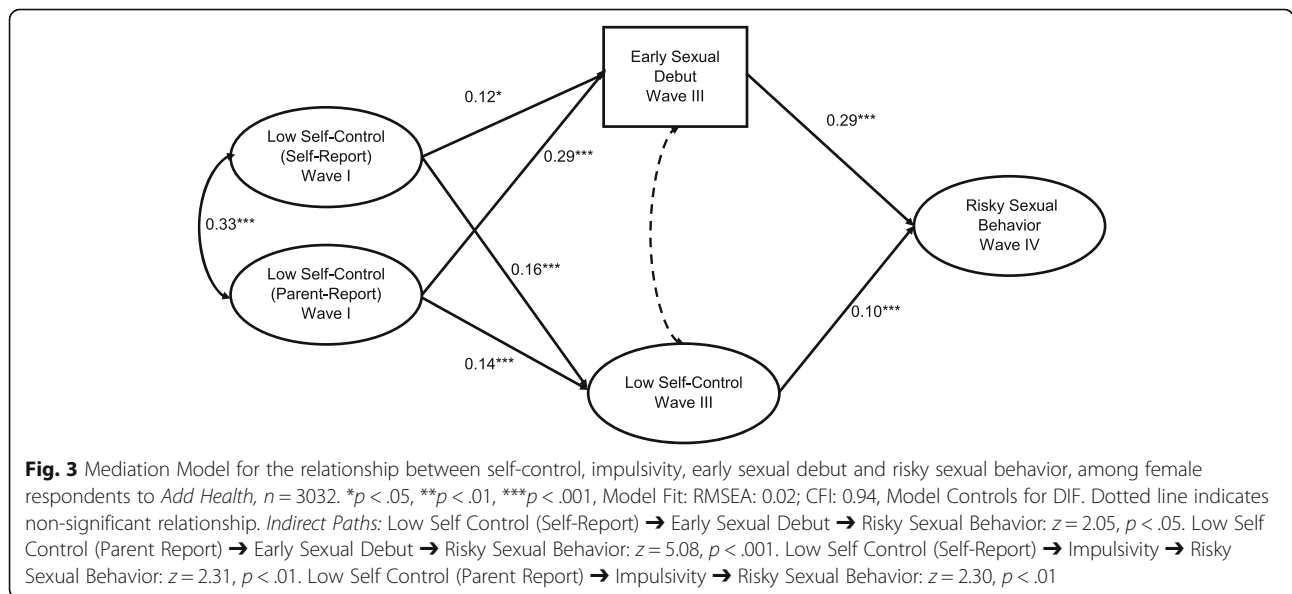 Early Sexual
Debut
Wave III
0.12*
0.29***
Low Self-Control
(Self-Report)
Wave I
0.29***
0.33***
Risky Sexual
Behavior
Wave IV
Low Self-Control
(Parent-Report)
Wave I
0.16***
0.10***
0.14***
Low Self-Control
Wave III
Fig. 3 Mediation Model for the relationship between self-control, impulsivity, early sexual debut and risky sexual behavior, among female
respondents to Add Health, n = 3032. *p < .05, **p < .01, ***p < .001, Model Fit: RMSEA: 0.02; CFI: 0.94, Model Controls for DIF. Dotted line indicates
non-significant relationship. Indirect Paths: Low Self Control (Self-Report) ➔ Early Sexual Debut ➔ Risky Sexual Behavior: z = 2.05, p < .05. Low Self
Control (Parent Report) ➔ Early Sexual Debut ➔ Risky Sexual Behavior: z = 5.08, p < .001. Low Self Control (Self-Report) ➔ Impulsivity ➔ Risky
Sexual Behavior: z = 2.31, p < .01. Low Self Control (Parent Report) ➔ Impulsivity ➔ Risky Sexual Behavior: z = 2.30, p < .01